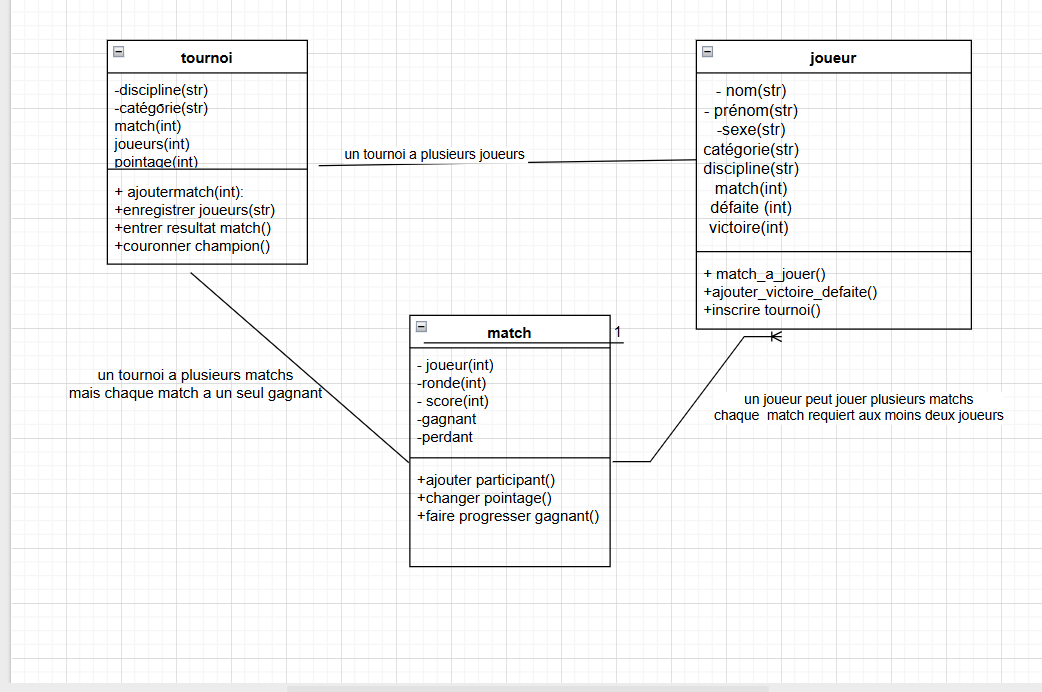 tournoi
-discipline(str)
-catégorie(str)
match(int)
joueurs(int)
pointage(int)
+ ajoutermatch(int):
+enregistrer joueurs(str)
+entrer resultat match()
+couronner champion()
un tournoi a plusieurs joueurs
joueur
- nom(str)
- prénom(str)
-sexe(str)
catégorie(str)
discipline(str)
match(int)
défaite (int)
victoire(int)
+ match_a_jouer()
+ajouter_victoire_defaite()
+inscrire tournoi()
match
1
- joueur(int)
-ronde(int)
- score(int)
-gagnant
-perdant
+ajouter participant()
+changer pointage()
+faire progresser gagnant()
un tournoi a plusieurs matchs
mais chaque match a un seul gagnant
un joueur peut jouer plusieurs matchs
chaque  match requiert aux moins deux joueurs